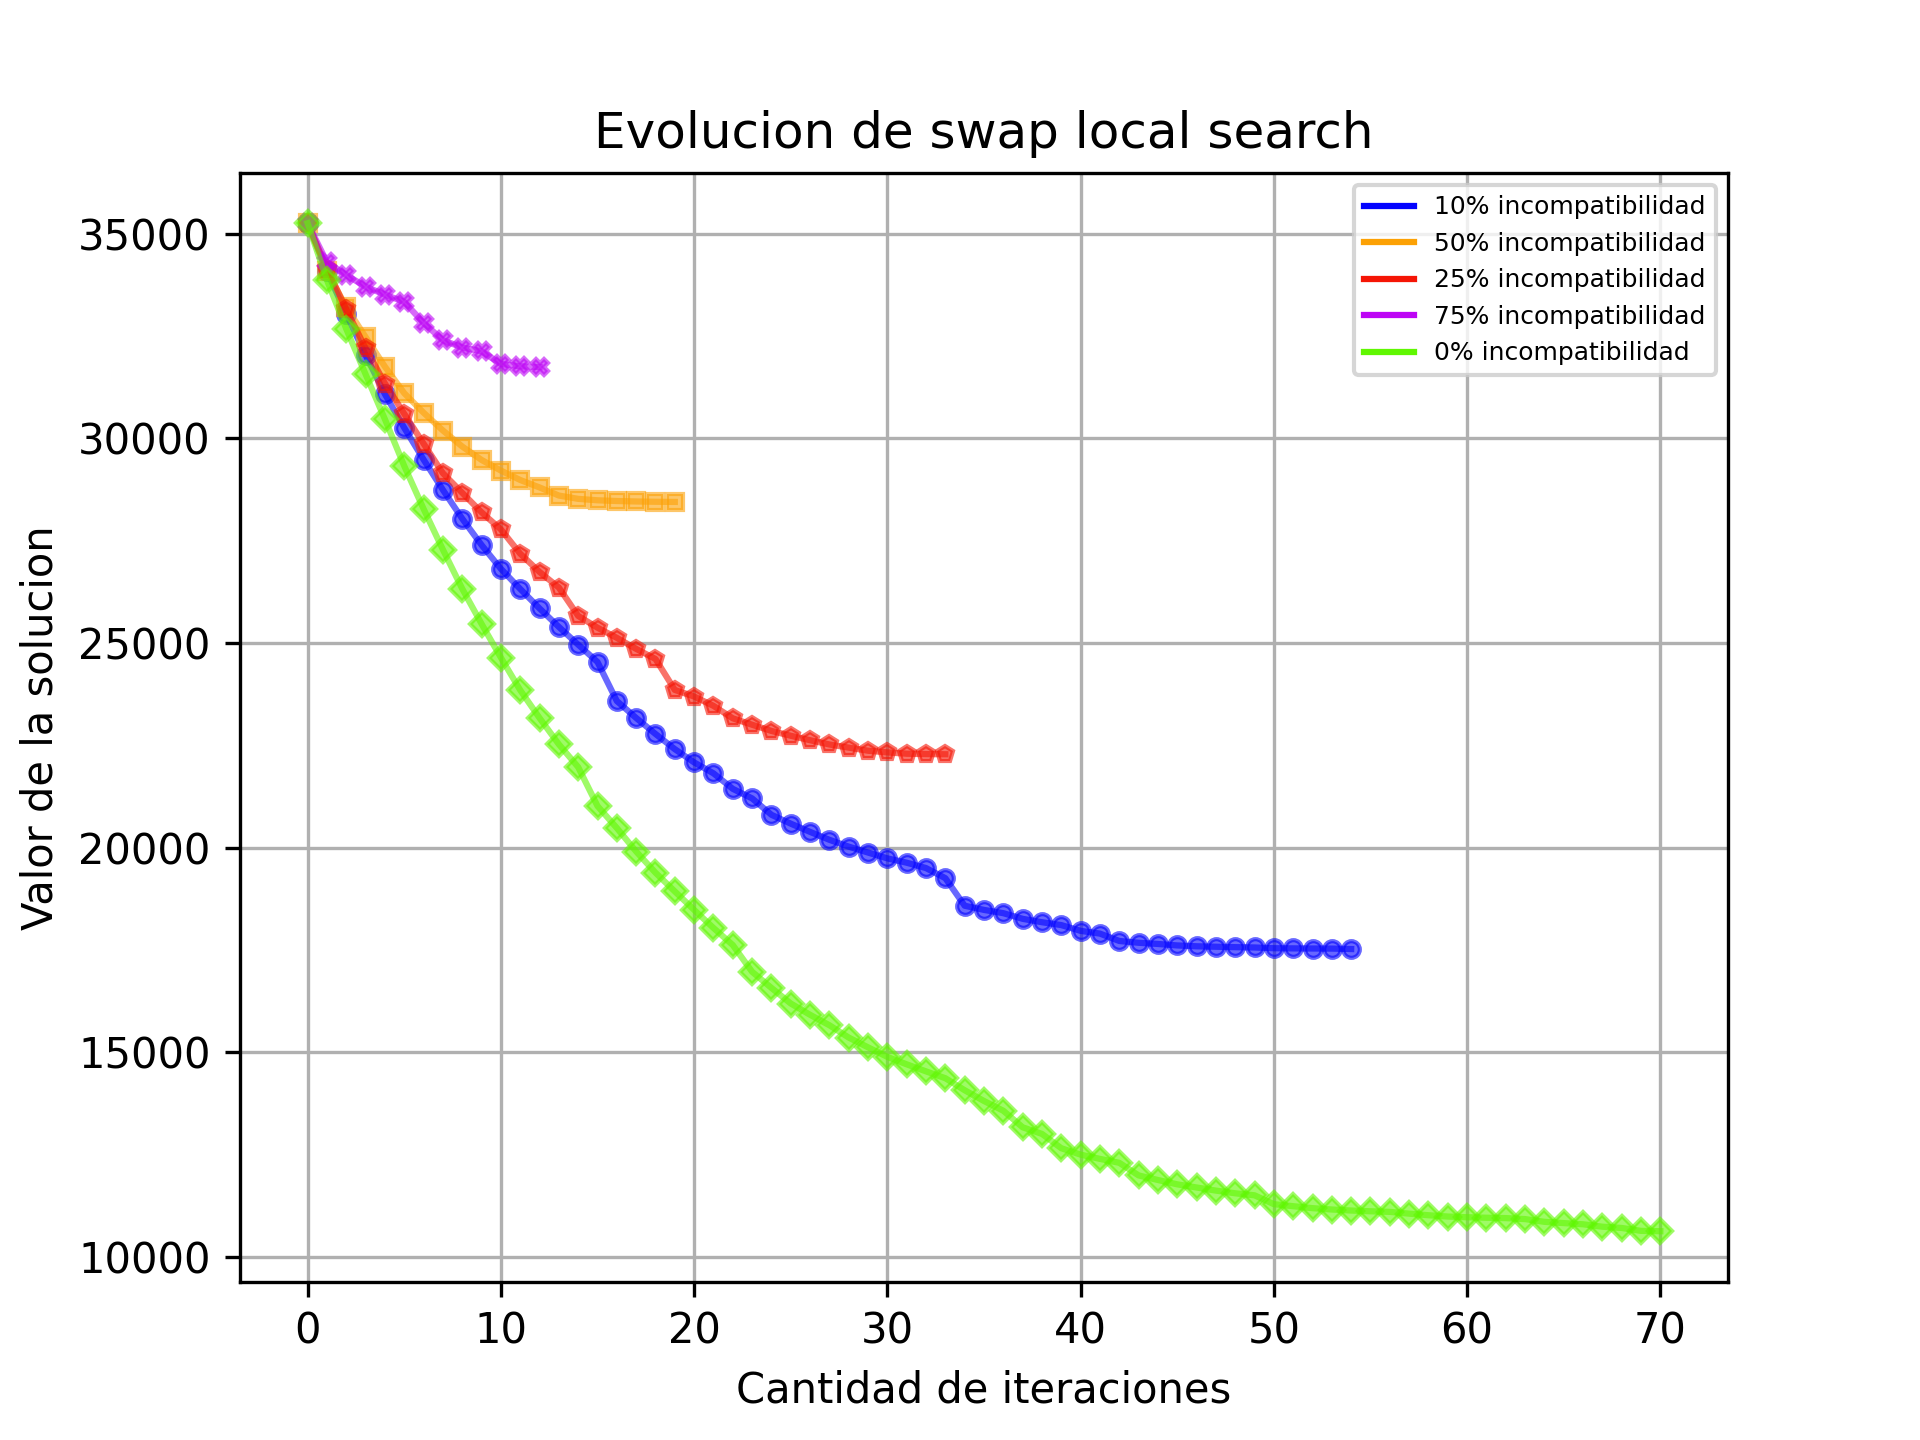 Evolucion de swap local search
10% incompatibilidad
50% incompatibilidad
25% incompatibilidad
75% incompatibilidad
0% incompatibilidad
Valor de la solucion
35000
30000
25000
20000
15000
10000
0 10 20 30 40 50 60 70
Cantidad de iteraciones